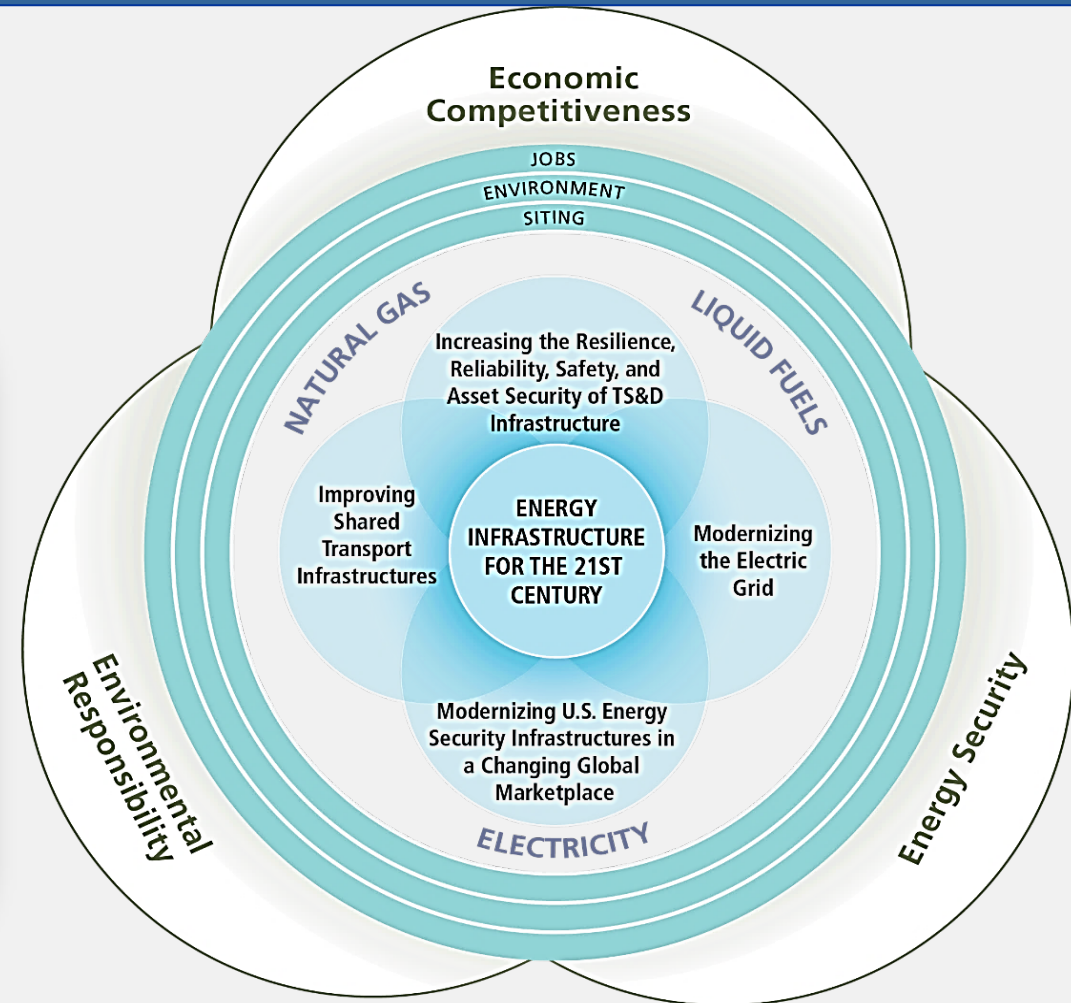 Economic
Competitiveness
JOBS
ENVIRONMENT
SITING
NATURAL GAS
LIQUID FUELS
Increasing the Resilience,
Reliability, Safety, and
Asset Security of TS&D
Infrastructure
Improving
Shared
Transport
Infrastructures
ENERGY
INFRASTRUCTURE
FOR THE 21ST
CENTURY
Modernizing
the Electric
Grid
Modernizing U.S. Energy
Security Infrastructures in
a Changing Global
Marketplace
ELECTRICITY
Environmental
Responsibility
Energy Security